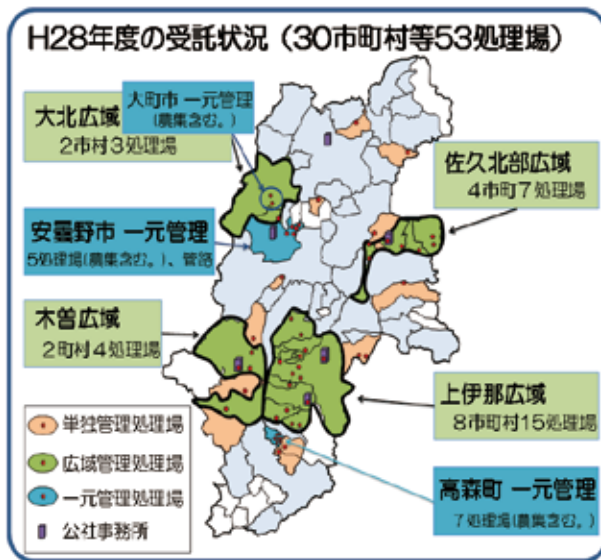 H28年度の受託状況（30市町村等53処理場）
大北広域
2市村3処理場
大町市 一元管理
(農集含む。)
佐久北部広域
4市町7処理場
安曇野市 一元管理
5処理場(農集含む。)、管路
木曽広域
2町村4処理場
上伊那広域
8市町村15処理場
高森町 一元管理
7処理場(農集含む。)
単独管理処理場
広域管理処理場
一元管理処理場
公社事務所